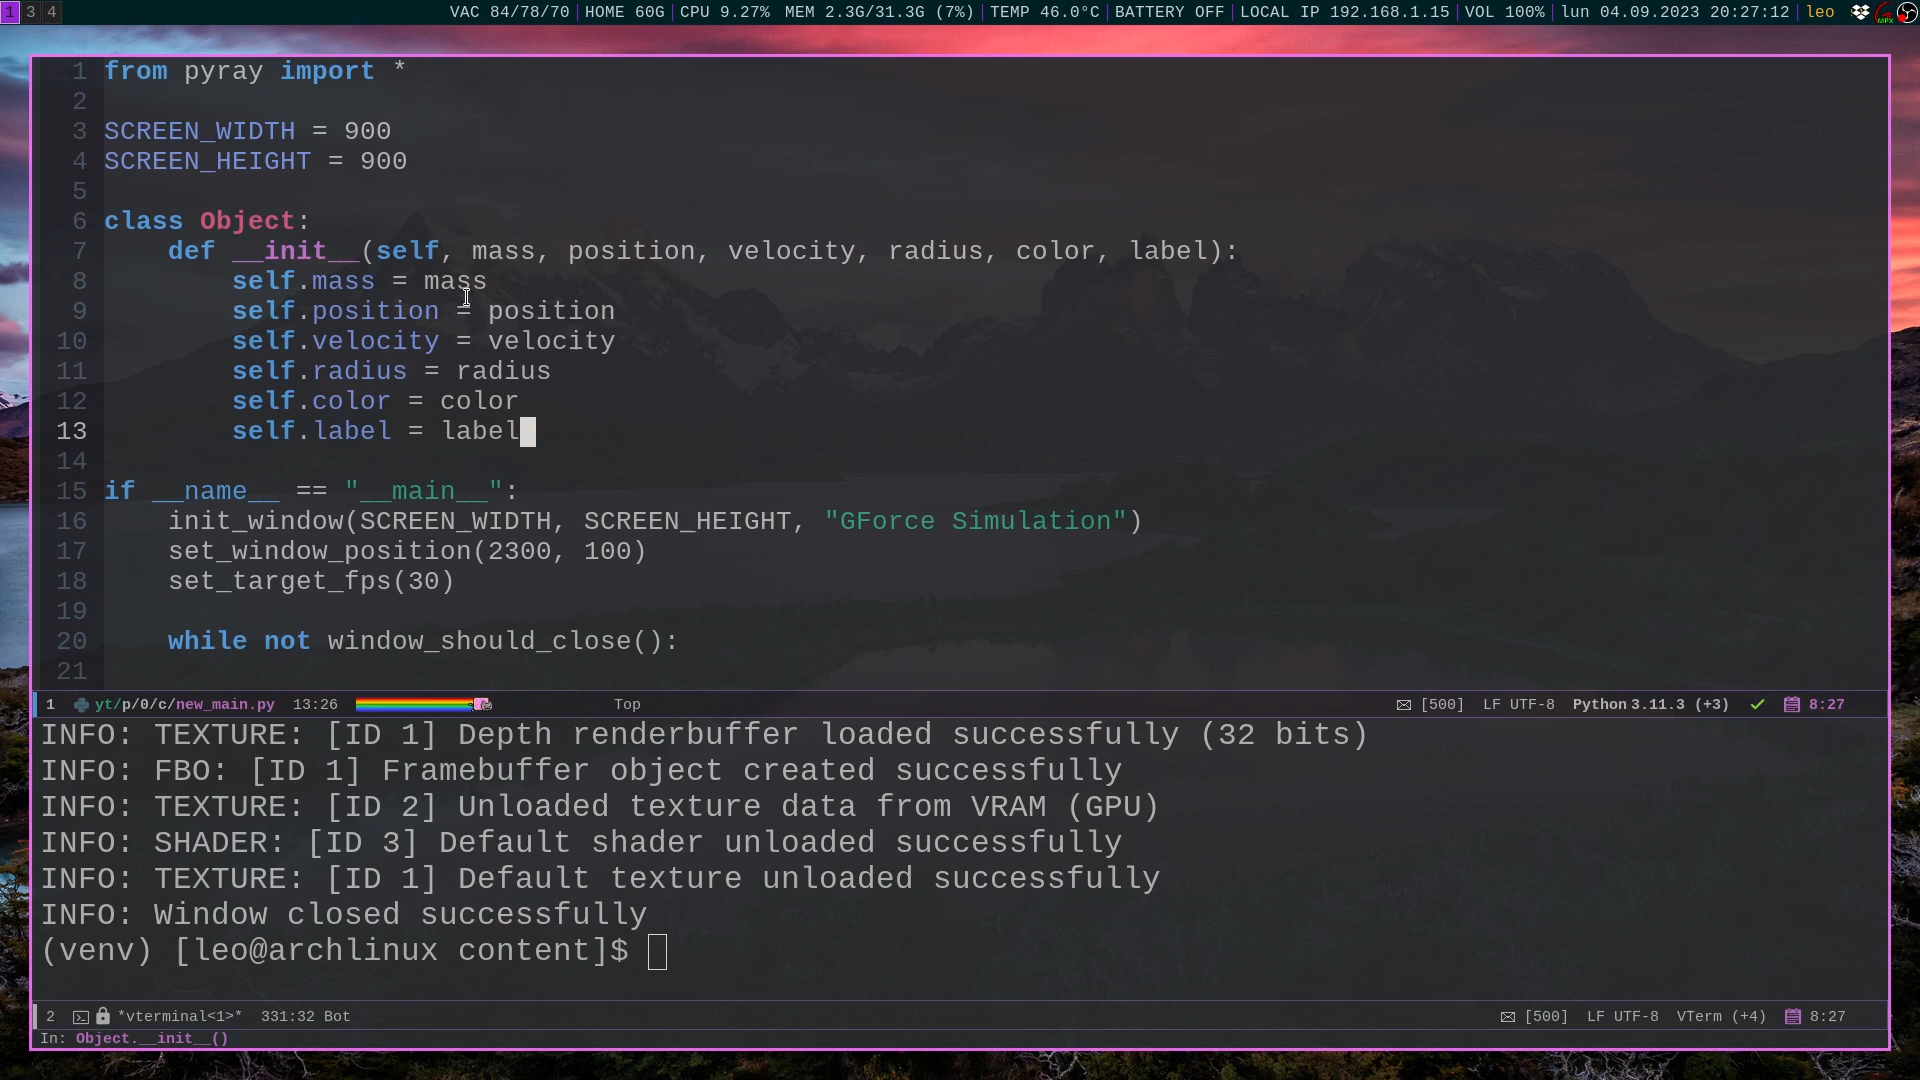 1 3 4 VAC 84/78/70 HOME 60G CPU 9.27% MEM 2.3G/31.3G (7%) TEMP 46.0°C BATTERY OFF LOCAL IP 192.168.1.15 VOL 100% lun 04.09.2023 20:27:12 leo MPX
1 from pyray import *
2
3 SCREEN_WIDTH = 900
4 SCREEN_HEIGHT = 900
5
6 class Object:
7     def __init__(self, mass, position, velocity, radius, color, label):
8         self.mass = mass
9         self.position = position
10         self.velocity = velocity
11         self.radius = radius
12         self.color = color
13         self.label = label
14
15 if __name__ == "__main__":
16     init_window(SCREEN_WIDTH, SCREEN_HEIGHT, "GForce Simulation")
17     set_window_position(2300, 100)
18     set_target_fps(30)
19
20     while not window_should_close():
21
1 yt/p/0/c/new_main.py 13:26 Top [500] LF UTF-8 Python 3.11.3 (+3) 8:27
INFO: TEXTURE: [ID 1] Depth renderbuffer loaded successfully (32 bits)
INFO: FBO: [ID 1] Framebuffer object created successfully
INFO: TEXTURE: [ID 2] Unloaded texture data from VRAM (GPU)
INFO: SHADER: [ID 3] Default shader unloaded successfully
INFO: TEXTURE: [ID 1] Default texture unloaded successfully
INFO: Window closed successfully
(venv) [leo@archlinux content]$
2 *vterminal<1>* 331:32 Bot [500] LF UTF-8 VTerm (+4) 8:27
In: Object.__init__()